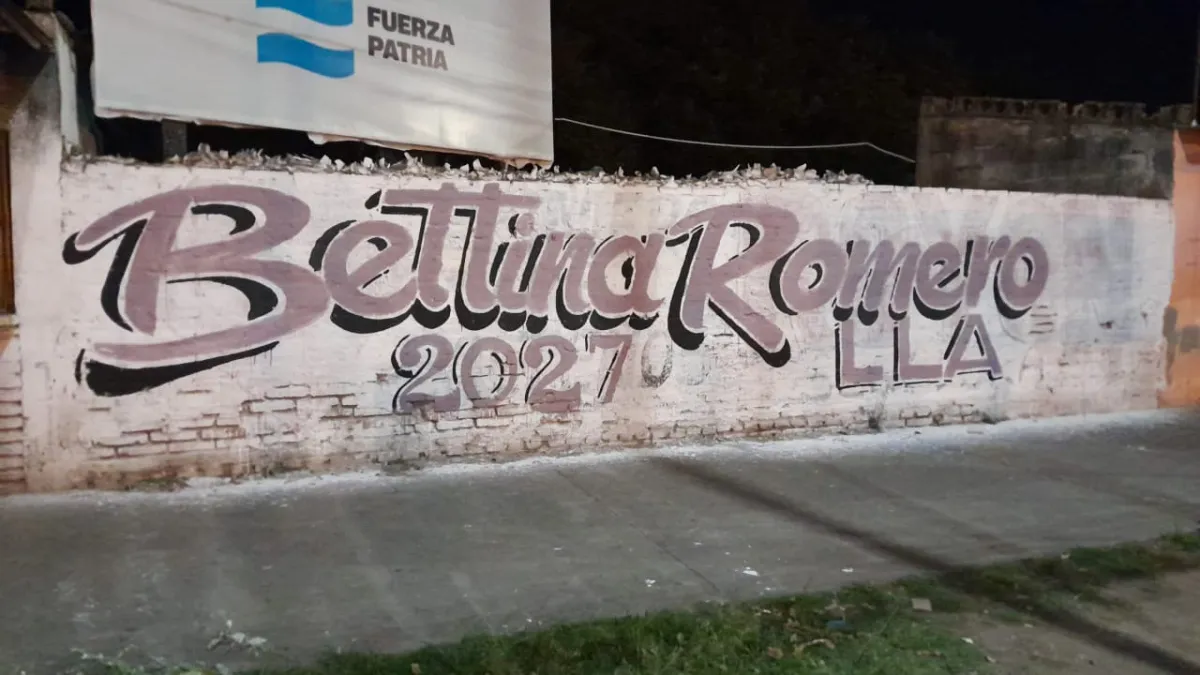 FUERZA
PATRIA
Bettina Romero
2027
LLA